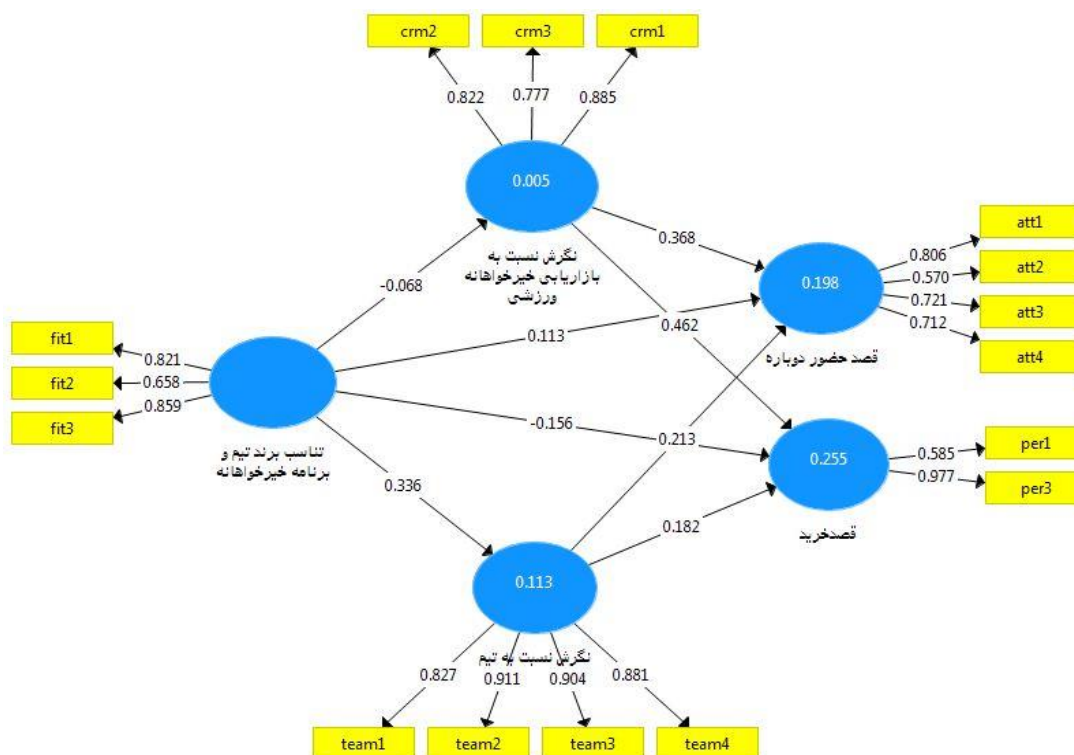 crm2
crm3
crm1
0.822
0.777
0.885
0.005
نگرش نسبت به
بازاریابی خیرخواهانه
ورزشی
0.368
-0.068
0.462
0.113
att1
att2
att3
att4
0.806
0.570
0.721
0.712
0.198
قصد حضور دوباره
fit1
fit2
fit3
0.821
0.658
0.859
تناسب برند تیم و
برنامه خیرخواهانه
-0.156
0.213
0.336
0.182
0.255
قصدخرید
0.585
0.977
per1
per3
0.113
نگرش نسبت به تیم
0.827
0.911
0.904
0.881
team1
team2
team3
team4